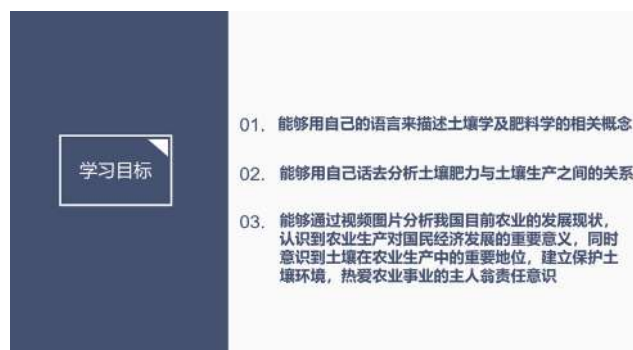 学习目标
01. 能够用自己的语言来描述土壤学及肥料学的相关概念
02. 能够用自己话去分析土壤肥力与土壤生产之间的关系
03. 能够通过视频图片分析我国目前农业的发展现状，
认识到农业生产对国民经济发展的重要意义，同时
意识到土壤在农业生产中的重要地位，建立保护土
壤环境，热爱农业事业的主人翁责任意识